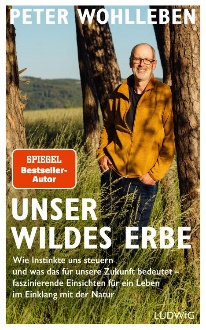 PETER WOHLLEBEN
SPIEGEL
Bestseller-
Autor
UNSER
WILDES ERBE
Wie Instinkte uns steuern
und was das für unsere Zukunft bedeutet –
faszinierende Einsichten für ein Leben
im Einklang mit der Natur
LUDWIG